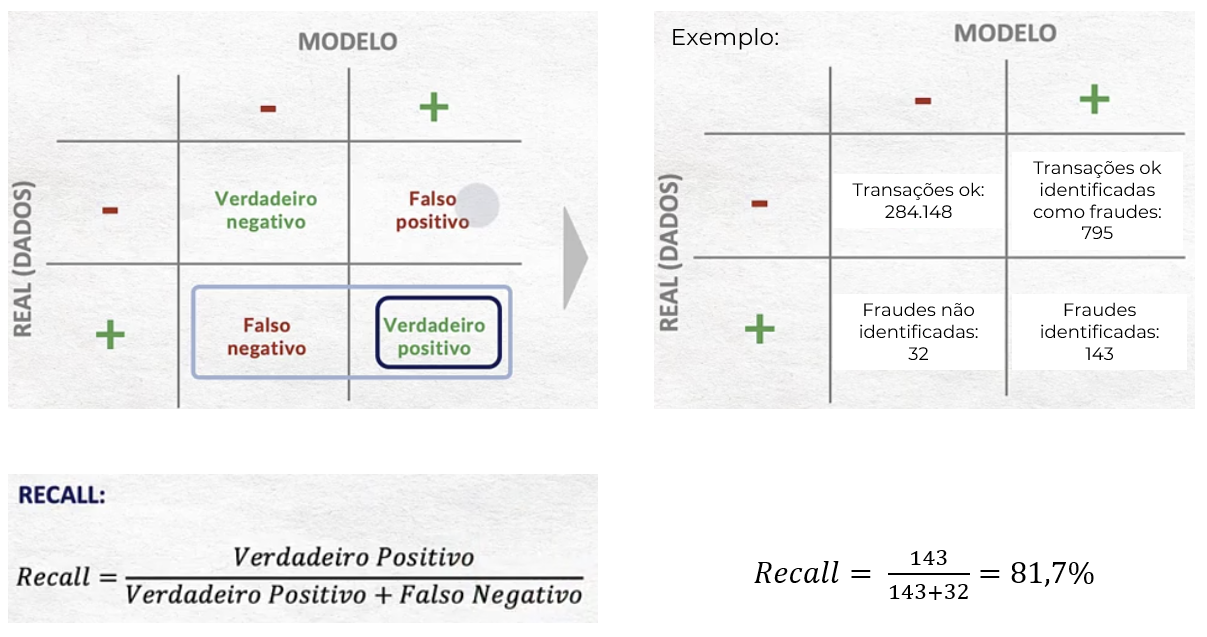 MODELO
-
+
REAL (DADOS)
-
Verdadeiro
negativo
Falso
positivo
+
Falso
negativo
Verdadeiro
positivo
Exemplo:
MODELO
-
+
REAL (DADOS)
-
Transações ok:
284.148
Transações ok
identificadas
como fraudes:
795
+
Fraudes não
identificadas:
32
Fraudes
identificadas:
143
RECALL:
Recall = Verdadeiro Positivo / Verdadeiro Positivo + Falso Negativo
Recall = 143 / 143+32 = 81,7%